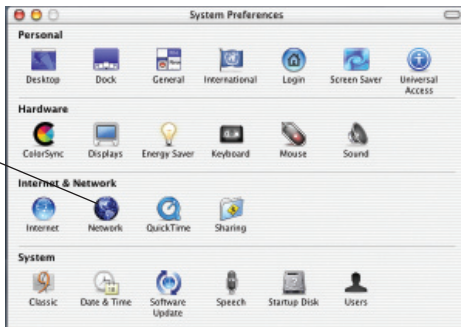 System Preferences
Personal
Desktop Dock General International Login Screen Saver Universal Access
Hardware
ColorSync Displays Energy Saver Keyboard Mouse Sound
Internet & Network
Internet Network QuickTime Sharing
System
Classic Date & Time Software Update Speech Startup Disk Users